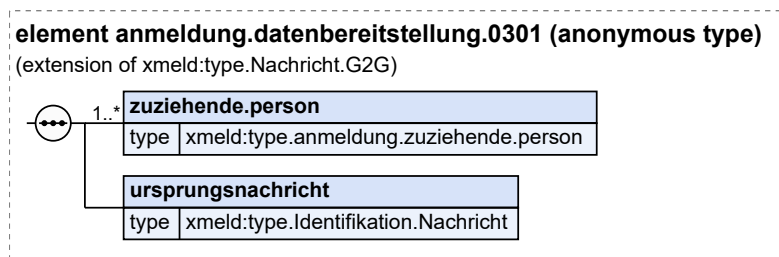 element anmeldung.datenbereitstellung.0301 (anonymous type)
(extension of xmeld:type.Nachricht.G2G)
1..* zuziehende.person
type xmeld:type.anmeldung.zuziehende.person
ursprungsnachricht
type xmeld:type.Identifikation.Nachricht